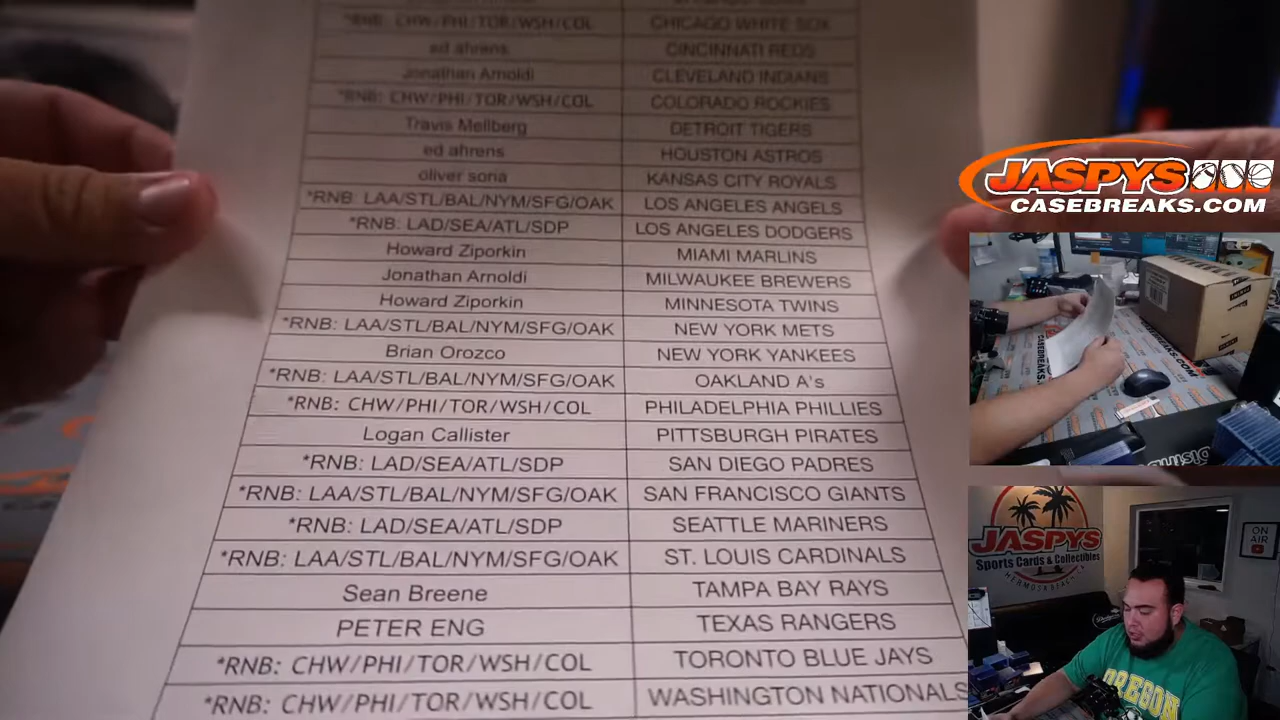 *RNB: CHW/PHI/TOR/WSH/COL CHICAGO WHITE SOX
ed ahrens CINCINNATI REDS
Jonathan Arnoldi CLEVELAND INDIANS
*RNB: CHW/PHI/TOR/WSH/COL COLORADO ROCKIES
Travis Mellberg DETROIT TIGERS
ed ahrens HOUSTON ASTROS
oliver soria KANSAS CITY ROYALS
*RNB: LAA/STL/BAL/NYM/SFG/OAK LOS ANGELES ANGELS
*RNB: LAD/SEA/ATL/SDP LOS ANGELES DODGERS
Howard Ziporkin MIAMI MARLINS
Jonathan Arnoldi MILWAUKEE BREWERS
Howard Ziporkin MINNESOTA TWINS
*RNB: LAA/STL/BAL/NYM/SFG/OAK NEW YORK METS
Brian Orozco NEW YORK YANKEES
*RNB: LAA/STL/BAL/NYM/SFG/OAK OAKLAND A's
*RNB: CHW/PHI/TOR/WSH/COL PHILADELPHIA PHILLIES
Logan Callister PITTSBURGH PIRATES
*RNB: LAD/SEA/ATL/SDP SAN DIEGO PADRES
*RNB: LAA/STL/BAL/NYM/SFG/OAK SAN FRANCISCO GIANTS
*RNB: LAD/SEA/ATL/SDP SEATTLE MARINERS
*RNB: LAA/STL/BAL/NYM/SFG/OAK ST. LOUIS CARDINALS
Sean Breene TAMPA BAY RAYS
PETER ENG TEXAS RANGERS
*RNB: CHW/PHI/TOR/WSH/COL TORONTO BLUE JAYS
*RNB: CHW/PHI/TOR/WSH/COL WASHINGTON NATIONALS
JASPYS
CASEBREAKS.COM
JASPYS
Sports Cards & Collectibles
HERMOSA BEACH
ON
AIR
OREGON